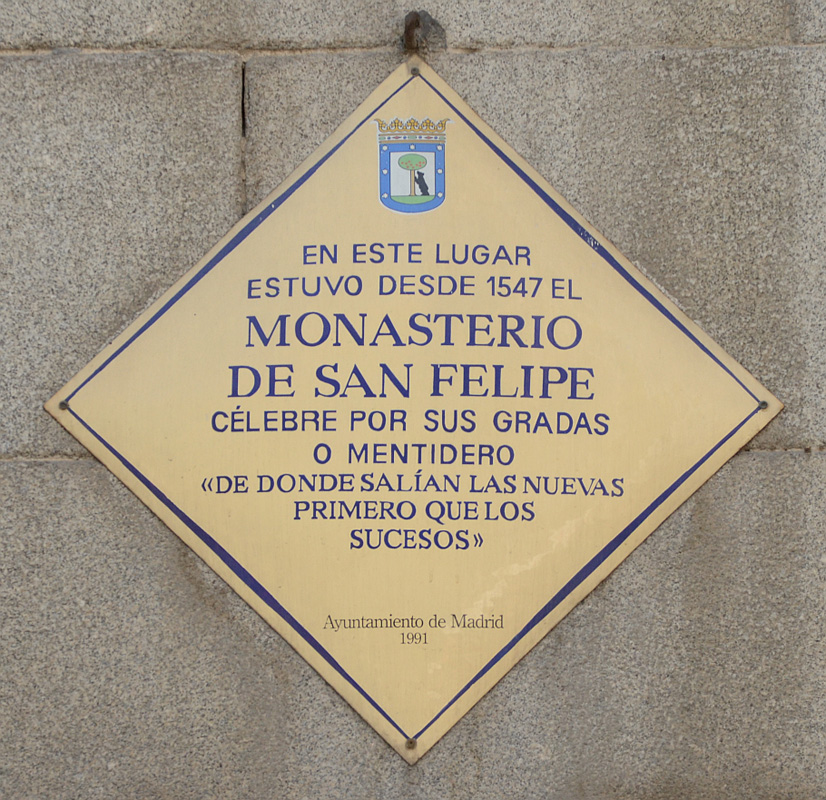 EN ESTE LUGAR
ESTUVO DESDE 1547 EL
MONASTERIO
DE SAN FELIPE
CÉLEBRE POR SUS GRADAS
O MENTIDERO
«DE DONDE SALÍAN LAS NUEVAS
PRIMERO QUE LOS
SUCESOS»
Ayuntamiento de Madrid
1991